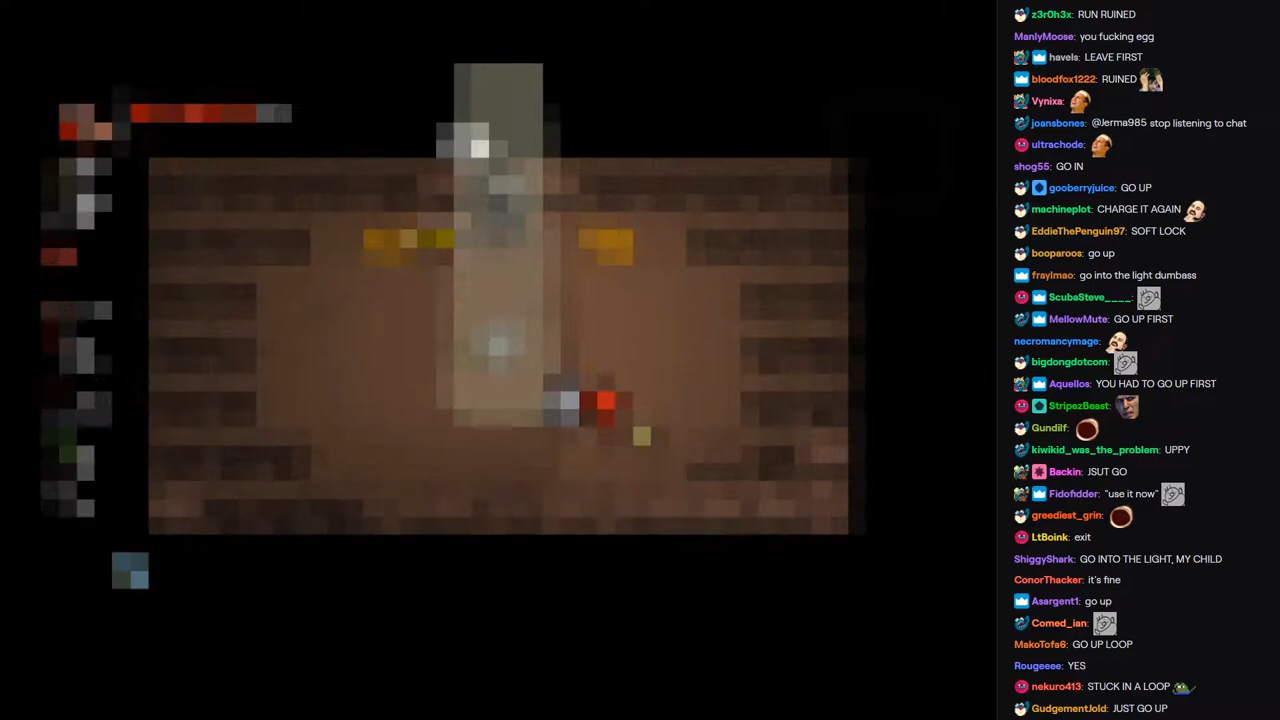 z3r0h3x: RUN RUINED
ManlyMoose: you fucking egg
havels: LEAVE FIRST
bloodfox1222: RUINED
Vynixa:
joansbones: @Jerma985 stop listening to chat
ultrachode:
shog55: GO IN
gooberryjuice: GO UP
machineplot: CHARGE IT AGAIN
EddieThePenguin97: SOFT LOCK
booparoos: go up
fraylmao: go into the light dumbass
ScubaSteve____:
MellowMute: GO UP FIRST
necromancymage:
bigdongdotcom:
Aquellos: YOU HAD TO GO UP FIRST
StripezBeast:
Gundilf:
kiwikid_was_the_problem: UPPY
Backin: JSUT GO
Fidofidder: "use it now"
greediest_grin:
LtBoink: exit
ShiggyShark: GO INTO THE LIGHT, MY CHILD
ConorThacker: it's fine
Asargent1: go up
Comed_ian:
MakoTofa6: GO UP LOOP
Rougeeee: YES
nekuro413: STUCK IN A LOOP
GudgementJold: JUST GO UP